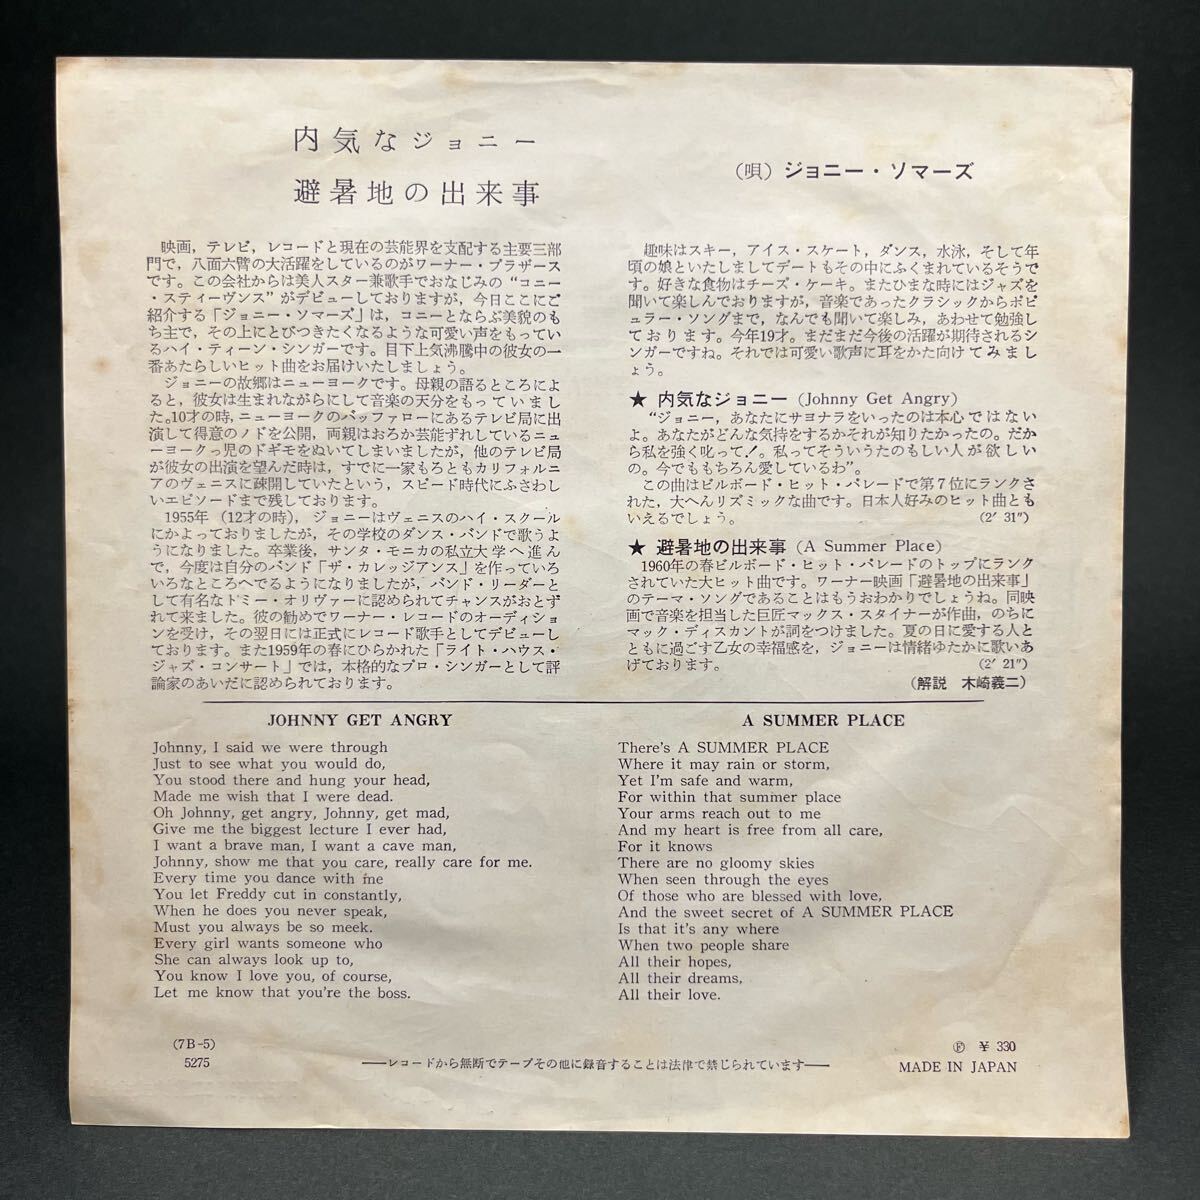 内気なジョニー
避暑地の出来事
(唄) ジョニー・ソマーズ
映画，テレビ，レコードと現在の芸能界を支配する主要三部
門で，八面六臂の大活躍をしているのがワーナー・ブラザース
です。この会社からは美人スター兼歌手でおなじみの“コニー
・スティーヴンス”がデビューしておりますが，今日ここにご
紹介する「ジョニー・ソマーズ」は，コニーとならぶ美貌のも
ち主で，その上にとびつきたくなるような可愛い声をもってい
るハイ・ティーン・シンガーです。目下上気沸騰中の彼女の一
番あたらしいヒット曲をお届けいたしましょう。
ジョニーの故郷はニューヨークです。母親の語るところによ
ると，彼女は生まれながらにして音楽の天分をもっていまし
た。10才の時，ニューヨークのバッファローにあるテレビ局に出
演して得意のノドを公開，両親はおろか芸能ずれしているニュ
ーヨークっ児のドギモをぬいてしまいましたが，他のテレビ局
が彼女の出演を望んだ時は，すでに一家もろともカリフォルニ
アのヴェニスに疎開していたという，スピード時代にふさわし
いエピソードまで残しております。
1955年 (12才の時)，ジョニーはヴェニスのハイ・スクール
にかよっておりましたが，その学校のダンス・バンドで歌うよ
うになりました。卒業後，サンタ・モニカの私立大学へ進ん
で，今度は自分のバンド「ザ・カレッジアンス」を作っていろ
いろなところへでるようになりましたが，バンド・リーダーと
して有名なトミー・オリヴァーに認められてチャンスがおとず
れて来ました。彼の勧めでワーナー・レコードのオーディショ
ンを受け，その翌日には正式にレコード歌手としてデビューし
ております。また1959年の春にひらかれた「ライト・ハウス・
ジャズ・コンサート」では，本格的なプロ・シンガーとして評
論家のあいだに認められております。
趣味はスキー，アイス・スケート，ダンス，水泳，そして年
頃の娘といたしましてデートもその中にふくまれているそうで
す。好きな食物はチーズ・ケーキ。またひまな時にはジャズを
聞いて楽しんでおりますが，音楽であったクラシックからポピ
ュラー・ソングまで，なんでも聞いて楽しみ，あわせて勉強し
ております。今年19才。まだまだ今後の活躍が期待されるシ
ンガーですね。それでは可愛い歌声に耳をかた向けてみまし
ょう。
★ 内気なジョニー (Johnny Get Angry)
“ジョニー，あなたにサヨナラをいったのは本心ではない
よ。あなたがどんな気持をするかそれが知りたかったの。だか
ら私を強く叱って！。私ってそういうたのもしい人が欲しい
の。今でももちろん愛しているわ”。
この曲はビルボード・ヒット・パレードで第7位にランクさ
れた，大へんリズミックな曲です。日本人好みのヒット曲とも
いえるでしょう。 (2′ 31″)
★ 避暑地の出来事 (A Summer Place)
1960年の春ビルボード・ヒット・パレードのトップにランク
されていた大ヒット曲です。ワーナー映画「避暑地の出来事」
のテーマ・ソングであることはもうおわかりでしょうね。同映
画で音楽を担当した巨匠マックス・スタイナーが作曲，のちに
マック・ディスカントが詞をつけました。夏の日に愛する人と
ともに過ごす乙女の幸福感を，ジョニーは情緒ゆたかに歌いあ
げております。 (2′ 21″)
(解説 木崎義二)
JOHNNY GET ANGRY
Johnny, I said we were through
Just to see what you would do,
You stood there and hung your head,
Made me wish that I were dead.
Oh Johnny, get angry, Johnny, get mad,
Give me the biggest lecture I ever had,
I want a brave man, I want a cave man,
Johnny, show me that you care, really care for me.
Every time you dance with me
You let Freddy cut in constantly,
When he does you never speak,
Must you always be so meek.
Every girl wants someone who
She can always look up to,
You know I love you, of course,
Let me know that you're the boss.
A SUMMER PLACE
There's A SUMMER PLACE
Where it may rain or storm,
Yet I'm safe and warm,
For within that summer place
Your arms reach out to me
And my heart is free from all care,
For it knows
There are no gloomy skies
When seen through the eyes
Of those who are blessed with love,
And the sweet secret of A SUMMER PLACE
Is that it's any where
When two people share
All their hopes,
All their dreams,
All their love.
(7B-5)
5275
——レコードから無断でテープその他に録音することは法律で禁じられています——
Ⓕ ￥ 330
MADE IN JAPAN